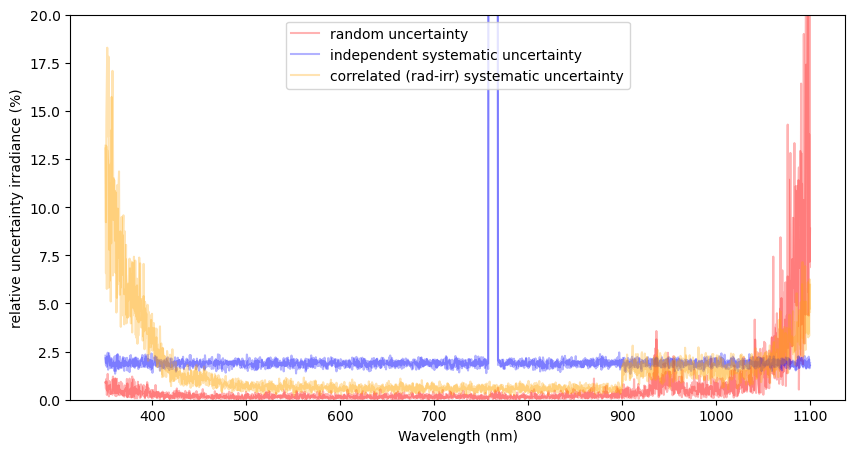 random uncertainty
independent systematic uncertainty
correlated (rad-irr) systematic uncertainty
relative uncertainty irradiance (%)
20.0
17.5
15.0
12.5
10.0
7.5
5.0
2.5
0.0
400 500 600 700 800 900 1000 1100
Wavelength (nm)